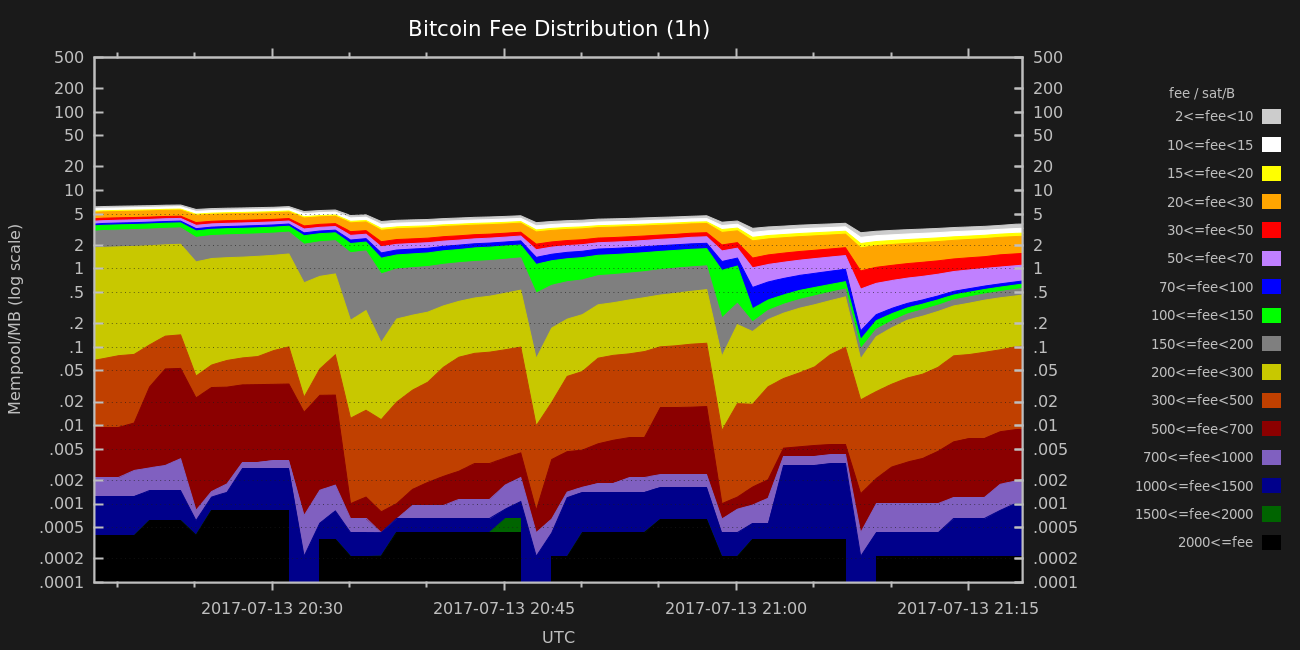 Bitcoin Fee Distribution (1h)
500 500
200 200
100 100
50 50
20 20
10 10
5 5
2 2
1 1
.5 .5
.2 .2
.1 .1
.05 .05
.02 .02
.01 .01
.005 .005
.002 .002
.001 .001
.0005 .0005
.0002 .0002
.0001 .0001
Mempool/MB (log scale)
2017-07-13 20:30 2017-07-13 20:45 2017-07-13 21:00 2017-07-13 21:15
UTC
fee / sat/B
2<=fee<10
10<=fee<15
15<=fee<20
20<=fee<30
30<=fee<50
50<=fee<70
70<=fee<100
100<=fee<150
150<=fee<200
200<=fee<300
300<=fee<500
500<=fee<700
700<=fee<1000
1000<=fee<1500
1500<=fee<2000
2000<=fee